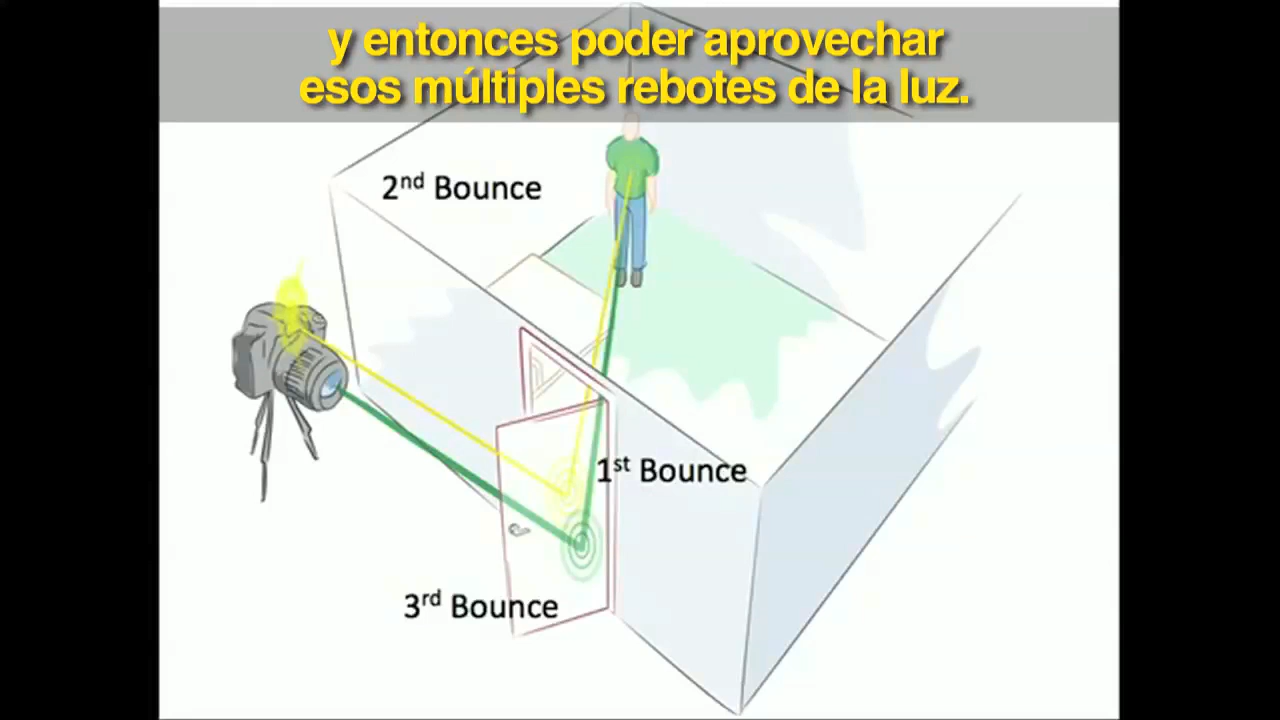 y entonces poder aprovechar
esos múltiples rebotes de la luz.
2nd Bounce
1st Bounce
3rd Bounce